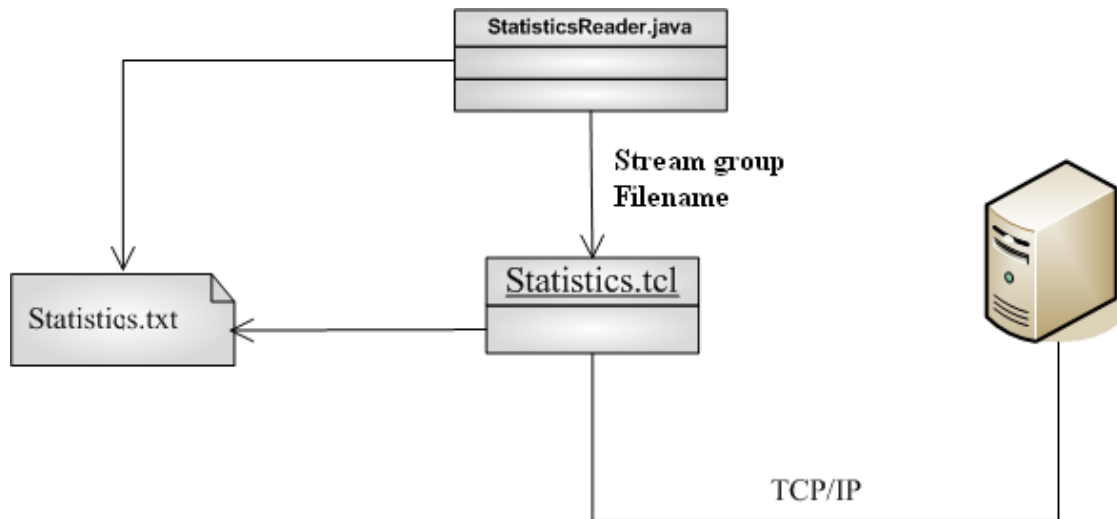 StatisticsReader.java
Stream group
Filename
Statistics.tcl
Statistics.txt
TCP/IP